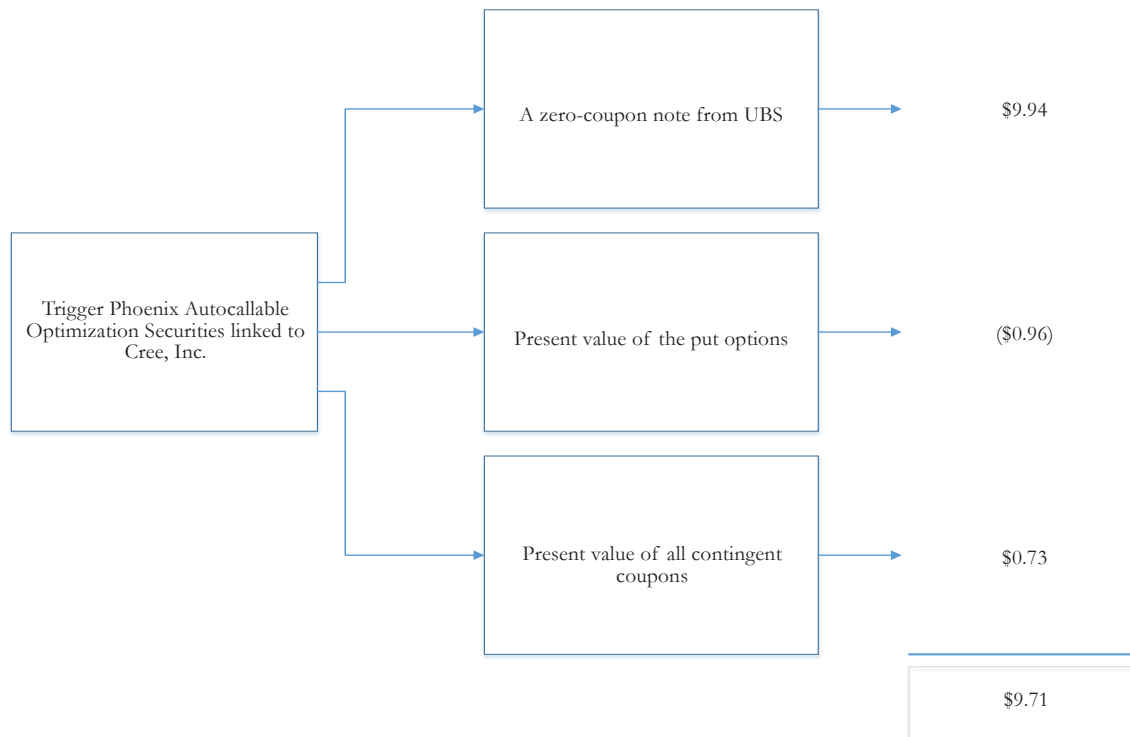 A zero-coupon note from UBS
$9.94
Trigger Phoenix Autocallable
Optimization Securities linked to
Cree, Inc.
Present value of the put options
($0.96)
Present value of all contingent
coupons
$0.73
$9.71